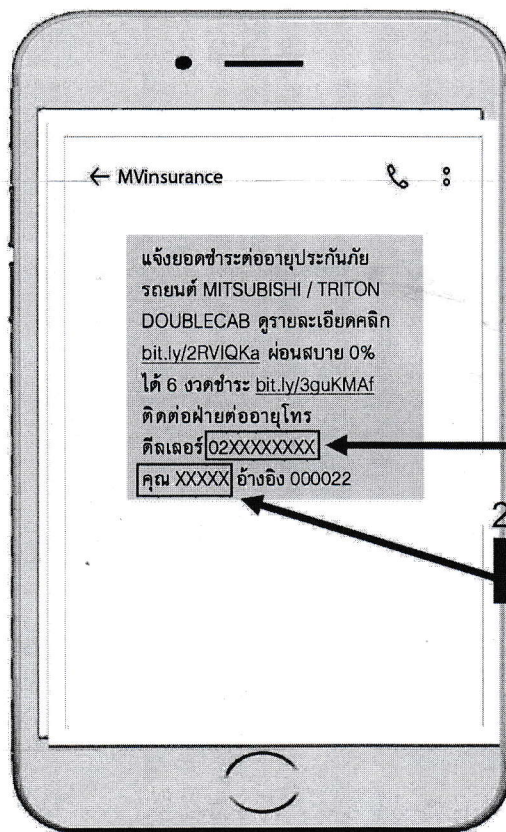 ← MVinsurance
แจ้งยอดชำระต่ออายุประกันภัย
รถยนต์ MITSUBISHI / TRITON
DOUBLECAB ดูรายละเอียดคลิก
bit.ly/2RVIQKa ผ่อนสบาย 0%
ได้ 6 งวดชำระ bit.ly/3guKMAf
ติดต่อฝ่ายต่ออายุโทร
ดีลเลอร์ 02XXXXXXXX
คุณ XXXXX อ้างอิง 000022
2